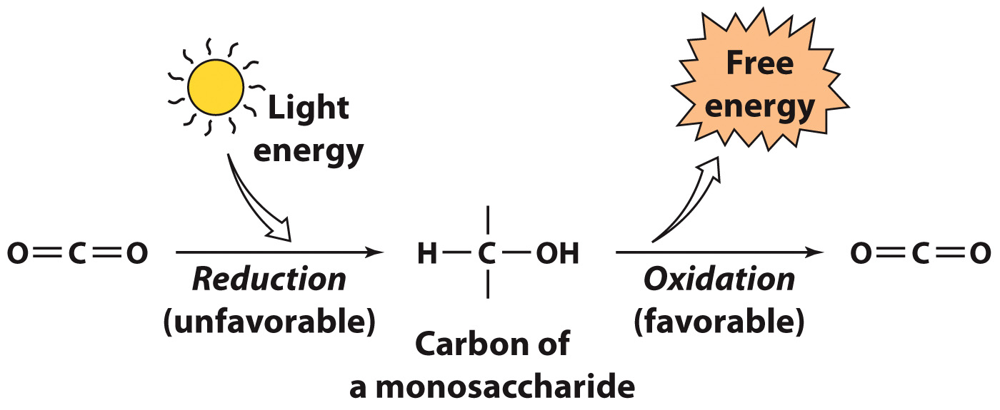 Light
energy
Free
energy
O=C=O
Reduction
(unfavorable)
H—C—OH
Carbon of
a monosaccharide
Oxidation
(favorable)
O=C=O